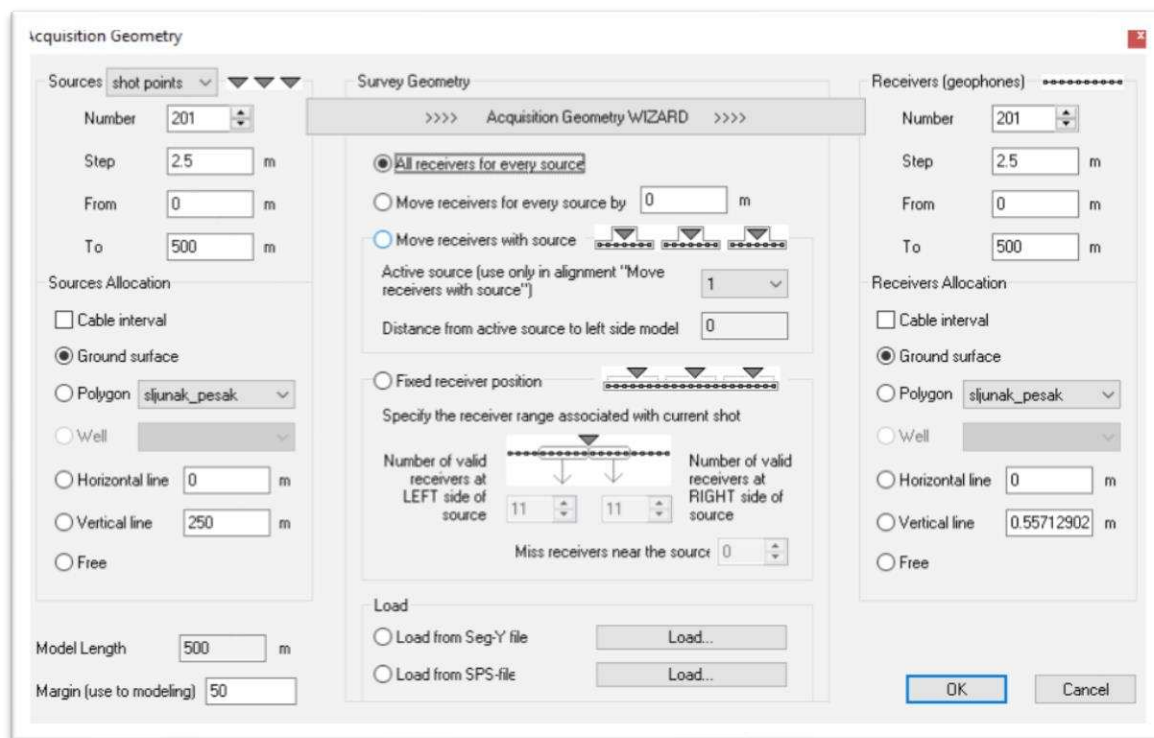 Acquisition Geometry
Sources shot points
Number 201
Step 2.5 m
From 0 m
To 500 m
Sources Allocation
Cable interval
Ground surface
Polygon sljunak_pesak
Well
Horizontal line 0 m
Vertical line 250 m
Free
Model Length 500 m
Margin (use to modeling) 50
Survey Geometry
>>>> Acquisition Geometry WIZARD >>>>
All receivers for every source
Move receivers for every source by 0 m
Move receivers with source
Active source (use only in alignment "Move
receivers with source") 1
Distance from active source to left side model 0
Fixed receiver position
Specify the receiver range associated with current shot
Number of valid
receivers at
LEFT side of
source
11
11
Number of valid
receivers at
RIGHT side of
source
Miss receivers near the source 0
Load
Load from Seg-Y file Load...
Load from SPS-file Load...
Receivers (geophones)
Number 201
Step 2.5 m
From 0 m
To 500 m
Receivers Allocation
Cable interval
Ground surface
Polygon sljunak_pesak
Well
Horizontal line 0 m
Vertical line 0.55712902 m
Free
OK Cancel